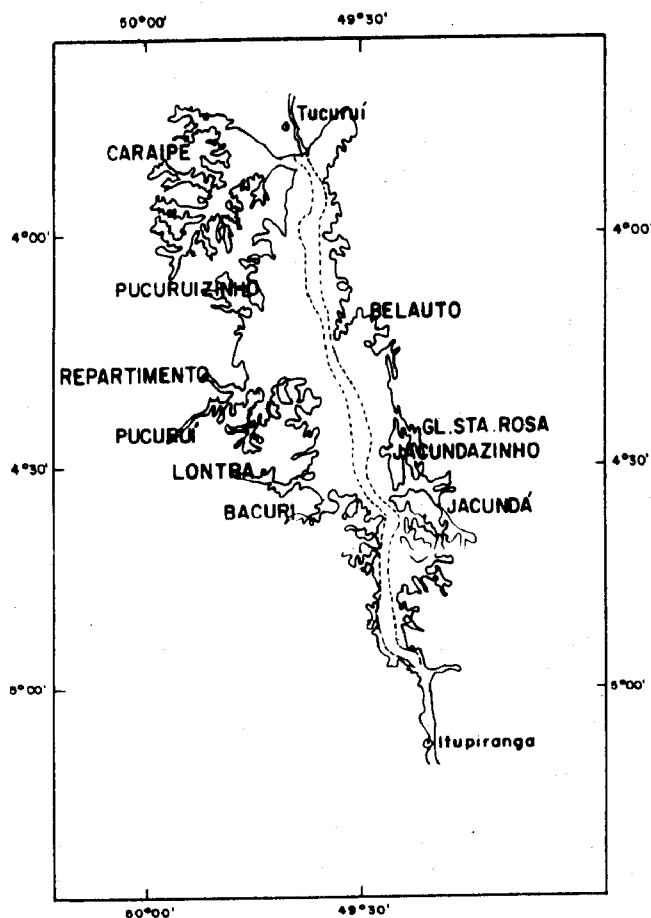 50°00'
49°30'
Tucuruí
CARAIPE
4°00'
4°00'
PUCURUIZINHO
BELAUTO
REPARTIMENTO
PUCURUÍ
GL.STA.ROSA
JACUNDAZINHO
4°30'
4°30'
LONTRA
BACURI
JACUNDÁ
5°00'
5°00'
Itupiranga
50°00'
49°30'